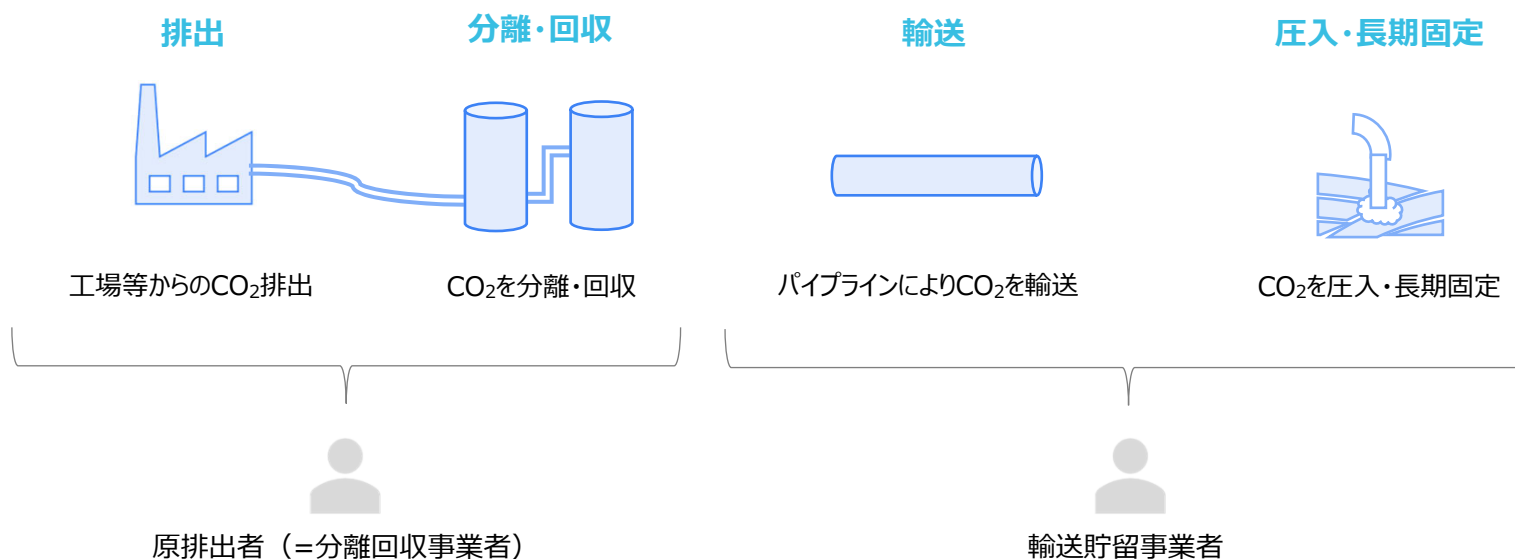 排出
分離・回収
輸送
圧入・長期固定
工場等からのCO₂排出
CO₂を分離・回収
パイプラインによりCO₂を輸送
CO₂を圧入・長期固定
原排出者（=分離回収事業者）
輸送貯留事業者